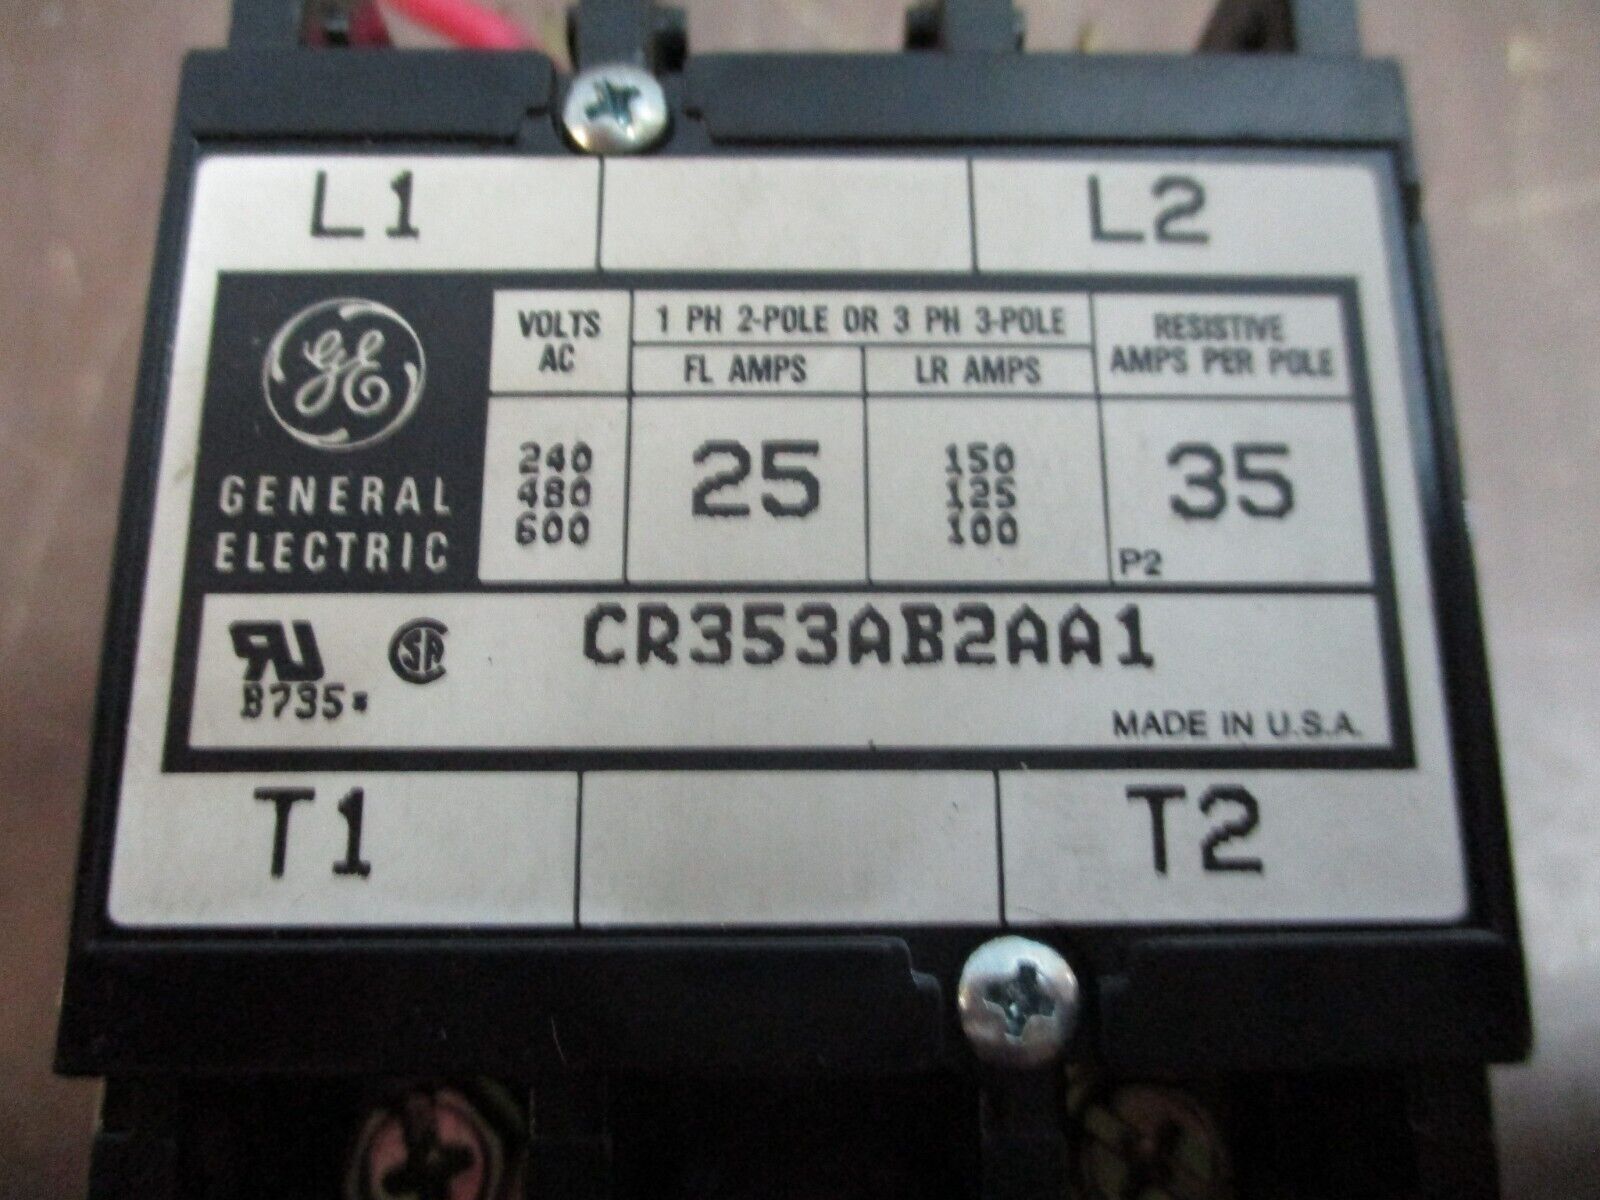 L1 L2
GE
GENERAL
ELECTRIC
VOLTS
AC
1 PH 2-POLE OR 3 PH 3-POLE
FL AMPS
LR AMPS
RESISTIVE
AMPS PER POLE
240
480
600
25
150
125
100
35
P2
RU
B735
SA
CR353AB2AA1
MADE IN U.S.A.
T1 T2